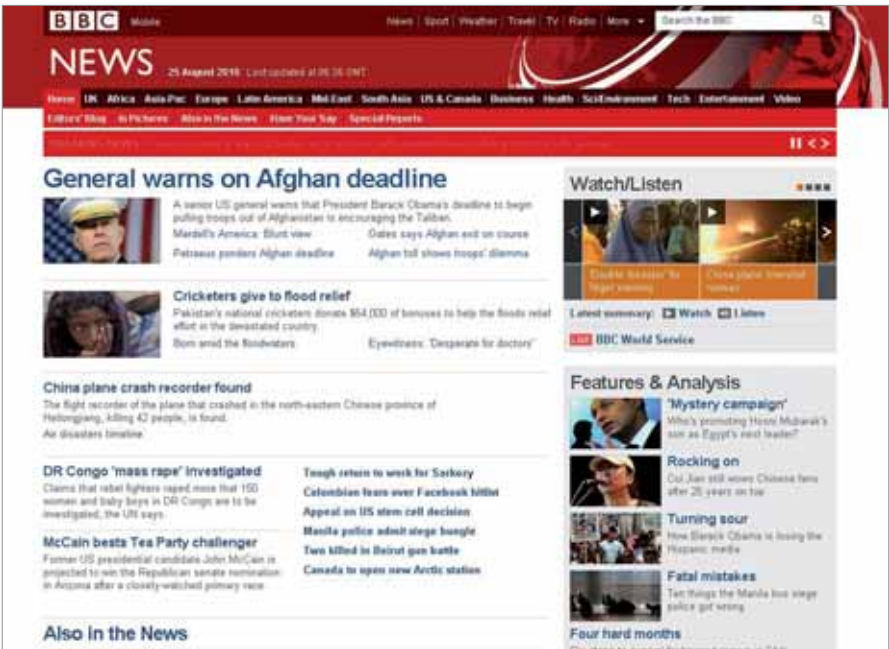 BBC Mobile
News Sport Weather Travel TV Radio More Search the BBC
NEWS 25 August 2010 Last updated at
Home UK Africa Asia-Pac Europe Latin America Mid-East South Asia US & Canada Business Health Sci/Environment Tech Entertainment Video
Editors' Blog In Pictures Also in the News Have Your Say Special Reports
General warns on Afghan deadline
A senior US general warns that President Barack Obama's deadline to begin
pulling troops out of Afghanistan is encouraging the Taliban.
Mardell's America: Blunt view Gates says Afghan exit on course
Petraeus ponders Afghan deadline Afghan toll shows troops' dilemma
Cricketers give to flood relief
Pakistan's national cricketers donate $64,000 of bonuses to help the floods relief
effort in the devastated country.
Born amid the floodwaters Eyewitness: 'Desperate for doctors'
China plane crash recorder found
The flight recorder of the plane that crashed in the north-eastern Chinese province of
Heilongjiang, killing 42 people, is found.
Air disasters timeline
DR Congo 'mass rape' investigated
Claims that rebel fighters raped more that 150
women and baby boys in DR Congo are to be
investigated, the UN says.
McCain bests Tea Party challenger
Former US presidential candidate John McCain is
projected to win the Republican senate nomination
in Arizona after a closely-watched primary race.
Tough return to work for Sarkozy
Colombian fears over Facebook hitlist
Appeal on US stem cell decision
Manila police admit siege bungle
Two killed in Beirut gun battle
Canada to open new Arctic station
Also in the News
Watch/Listen
'Double disaster' for
Niger
China plane
Latest summary: Watch Listen
LIVE BBC World Service
Features & Analysis
'Mystery campaign'
Who's promoting Hosni Mubarak's
son as Egypt's next leader?
Rocking on
Cui Jian still wows Chinese fans
after 25 years on top
Turning sour
How Barack Obama is losing the
Hispanic media
Fatal mistakes
Ten things the Manila bus siege
police got wrong
Four hard months